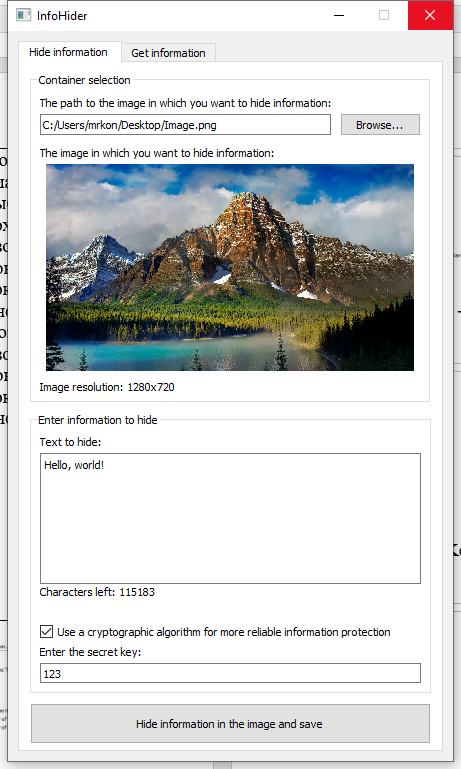 InfoHider
Hide information
Get information
Container selection
The path to the image in which you want to hide information:
C:/Users/mrkon/Desktop/Image.png
Browse...
The image in which you want to hide information:
Image resolution: 1280x720
Enter information to hide
Text to hide:
Hello, world!
Characters left: 115183
Use a cryptographic algorithm for more reliable information protection
Enter the secret key:
123
Hide information in the image and save